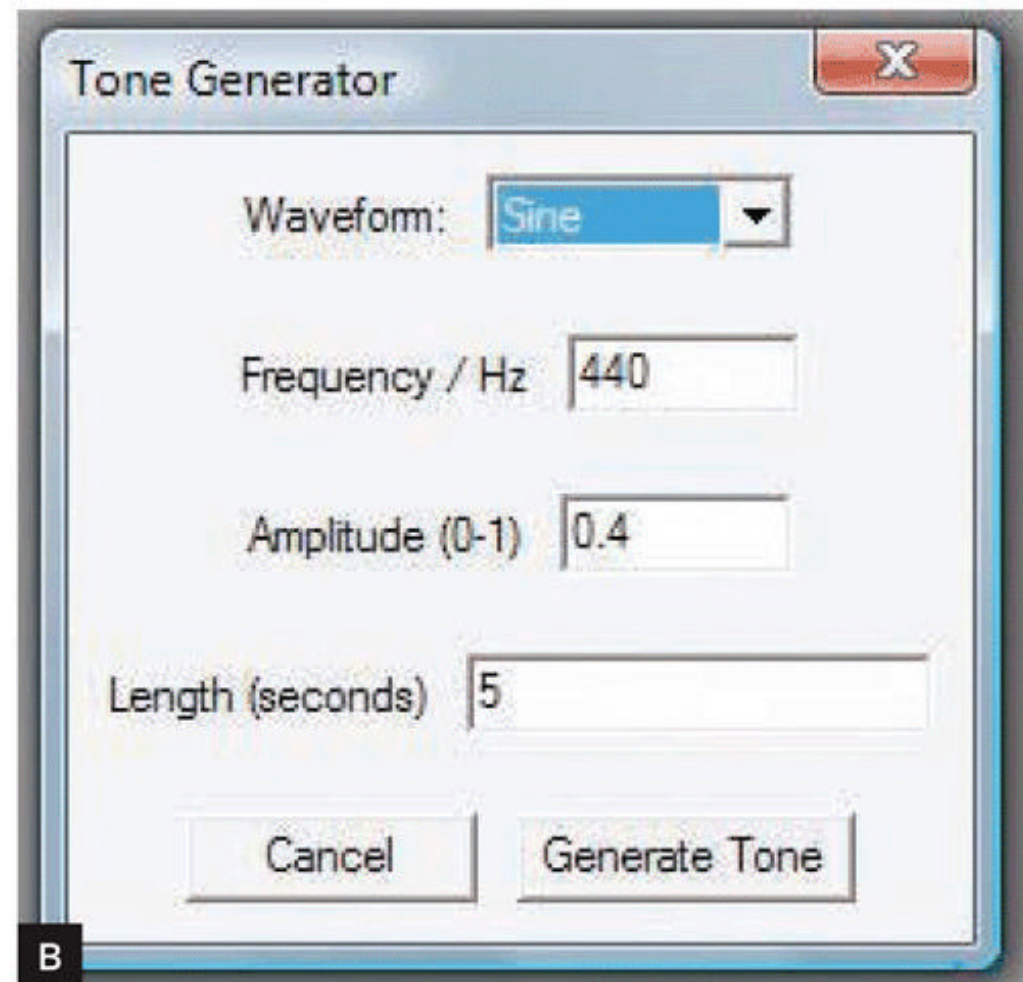 Tone Generator
Waveform: Sine
Frequency / Hz 440
Amplitude (0-1) 0.4
Length (seconds) 5
Cancel Generate Tone
B